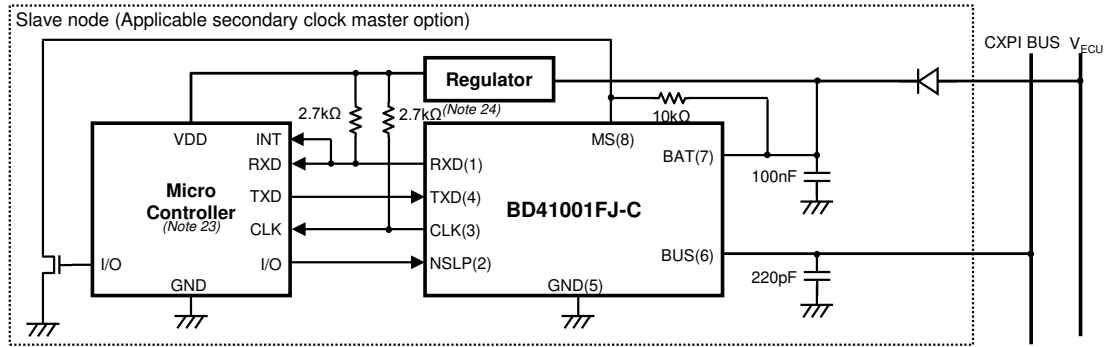 Slave node (Applicable secondary clock master option)
CXPI BUS V_ECU
Regulator
2.7kΩ
2.7kΩ(Note 24)
10kΩ
VDD
INT
MS(8)
RXD
RXD(1)
BAT(7)
100nF
Micro
Controller
(Note 23)
TXD
TXD(4)
BD41001FJ-C
CLK
CLK(3)
BUS(6)
I/O
I/O
NSLP(2)
220pF
GND
GND(5)